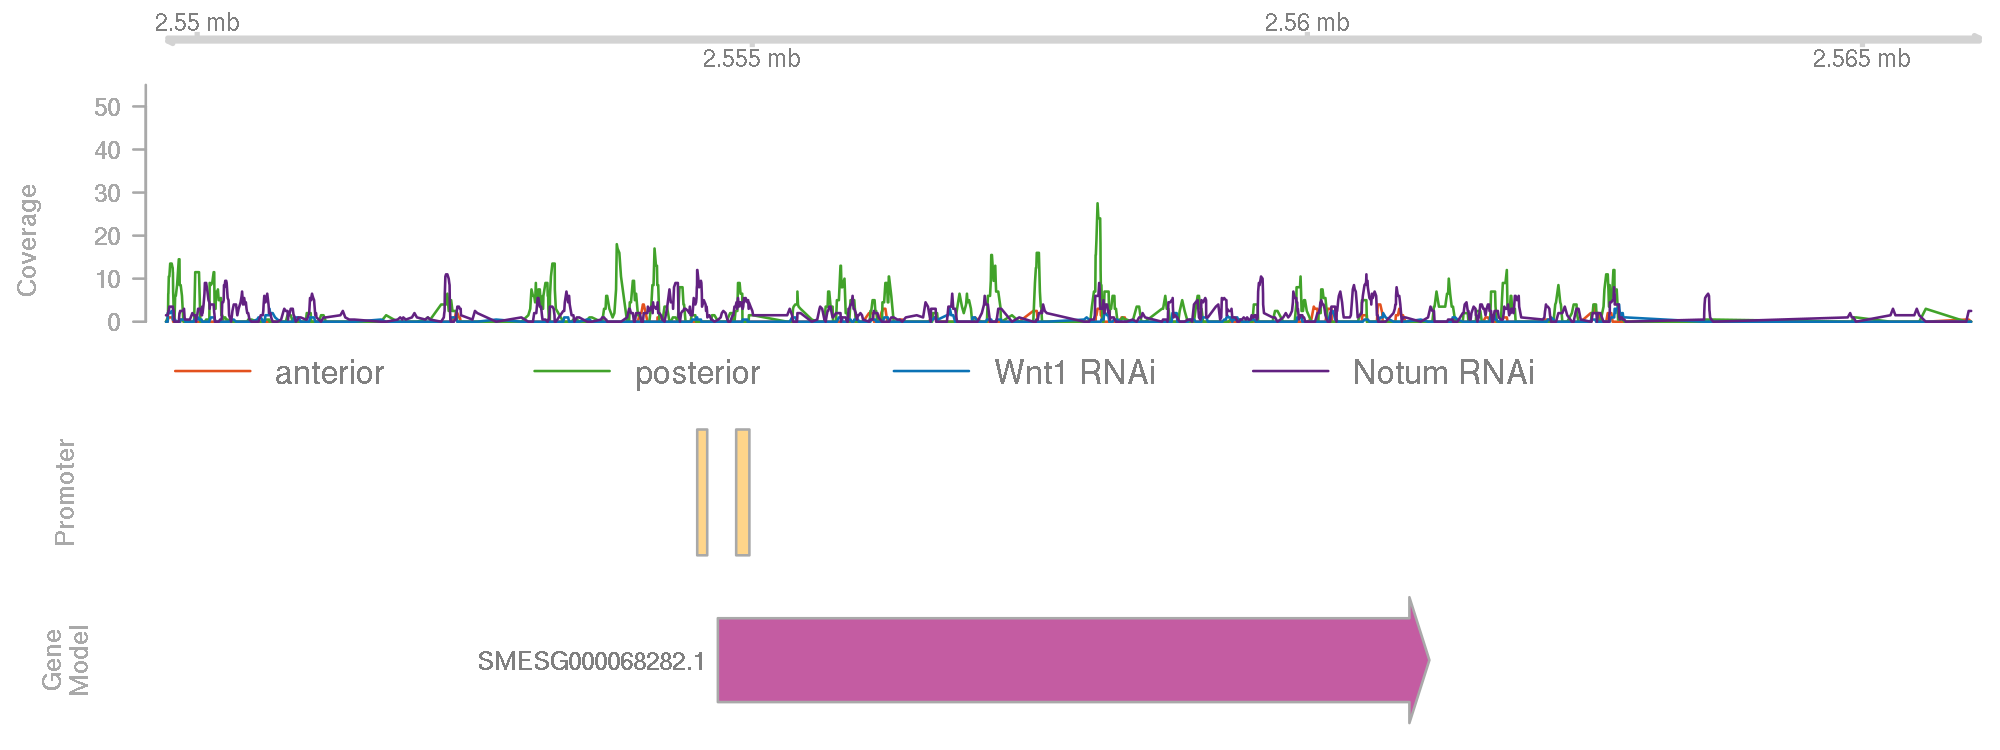 2.55 mb
2.56 mb
2.555 mb
2.565 mb
50
40
30
20
10
0
Coverage
anterior
posterior
Wnt1 RNAi
Notum RNAi
Promoter
Gene
Model
SMESG000068282.1